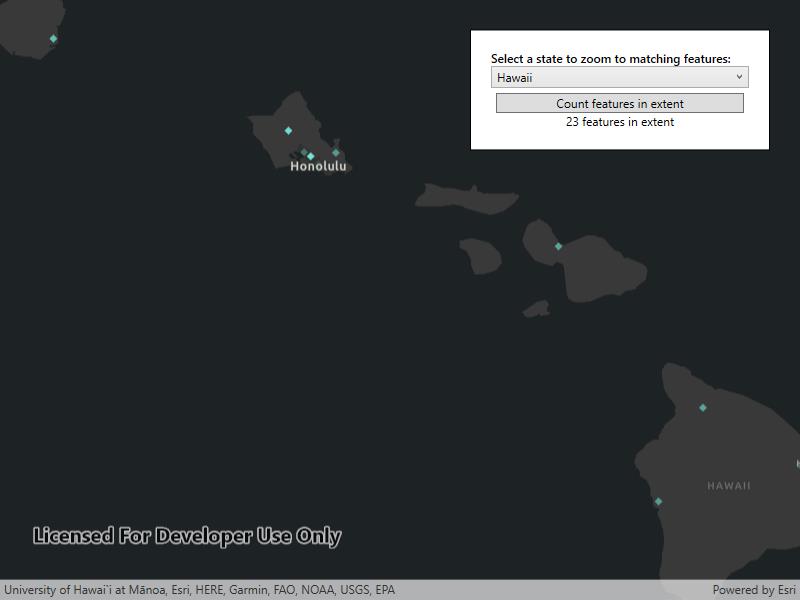 Select a state to zoom to matching features:
Hawaii
Count features in extent
23 features in extent
Honolulu
HAWAII
Licensed For Developer Use Only
University of Hawai`i at Mānoa, Esri, HERE, Garmin, FAO, NOAA, USGS, EPA
Powered by Esri